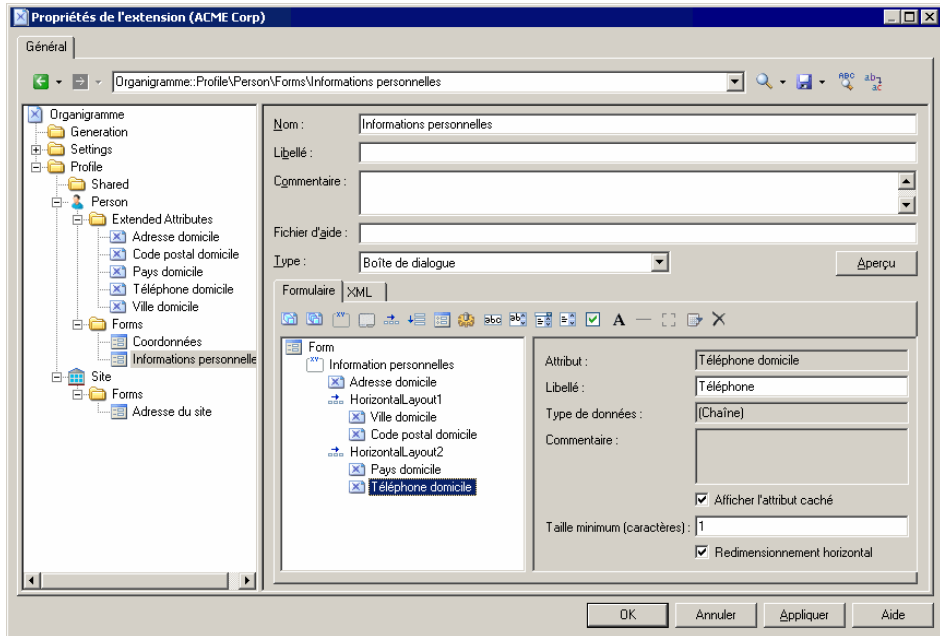 Propriétés de l'extension (ACME Corp)
Général
Organigramme::Profile\Person\Forms\Informations personnelles
ABC
ab
ac
Organigramme
Generation
Settings
Profile
Shared
Person
Extended Attributes
Adresse domicile
Code postal domicile
Pays domicile
Téléphone domicile
Ville domicile
Forms
Coordonnées
Informations personnelle
Site
Forms
Adresse du site
Nom : Informations personnelles
Libellé :
Commentaire :
Fichier d'aide :
Type : Boîte de dialogue
Aperçu
Formulaire XML
Form
Information personnelles
Adresse domicile
HorizontalLayout1
Ville domicile
Code postal domicile
HorizontalLayout2
Pays domicile
Téléphone domicile
Attribut : Téléphone domicile
Libellé : Téléphone
Type de données : (Chaîne)
Commentaire :
Afficher l'attribut caché
Taille minimum (caractères) : 1
Redimensionnement horizontal
OK Annuler Appliquer Aide